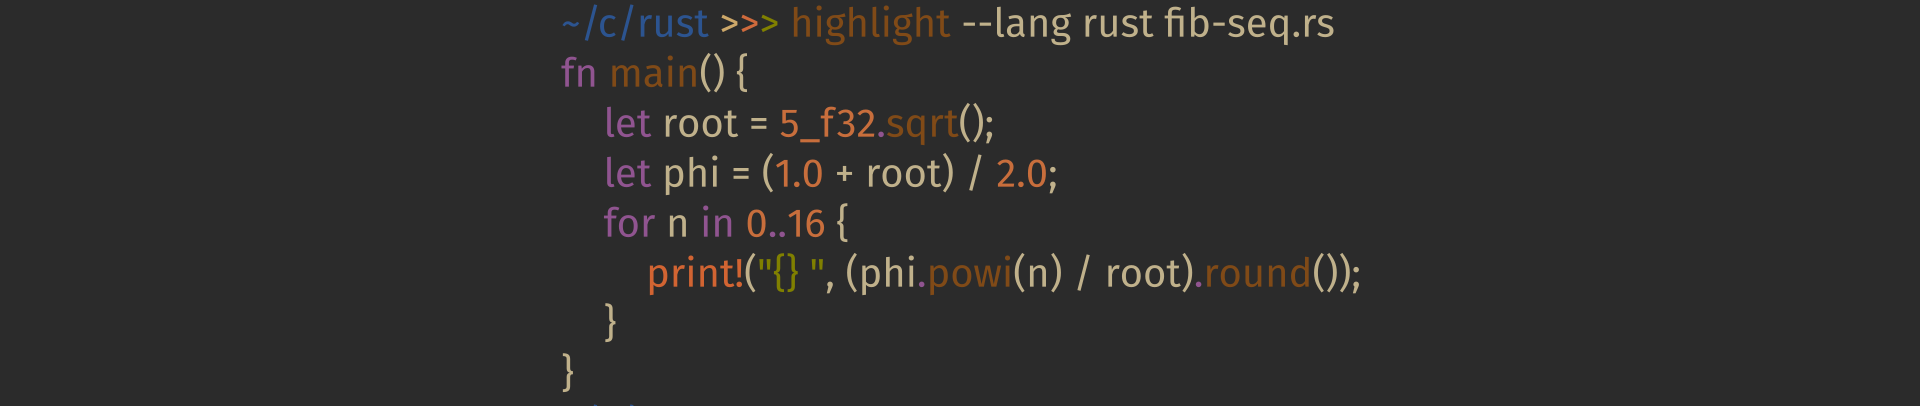 ~/c/rust >>> highlight --lang rust fib-seq.rs
fn main() {
    let root = 5_f32.sqrt();
    let phi = (1.0 + root) / 2.0;
    for n in 0..16 {
        print!("{} ", (phi.powi(n) / root).round());
    }
}